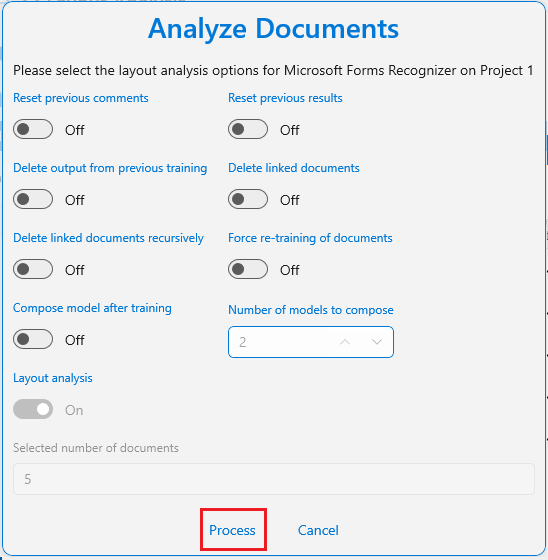 Analyze Documents
Please select the layout analysis options for Microsoft Forms Recognizer on Project 1
Reset previous comments
Reset previous results
Off
Off
Delete output from previous training
Delete linked documents
Off
Off
Delete linked documents recursively
Force re-training of documents
Off
Off
Compose model after training
Number of models to compose
Off
2
Layout analysis
On
Selected number of documents
5
Process
Cancel